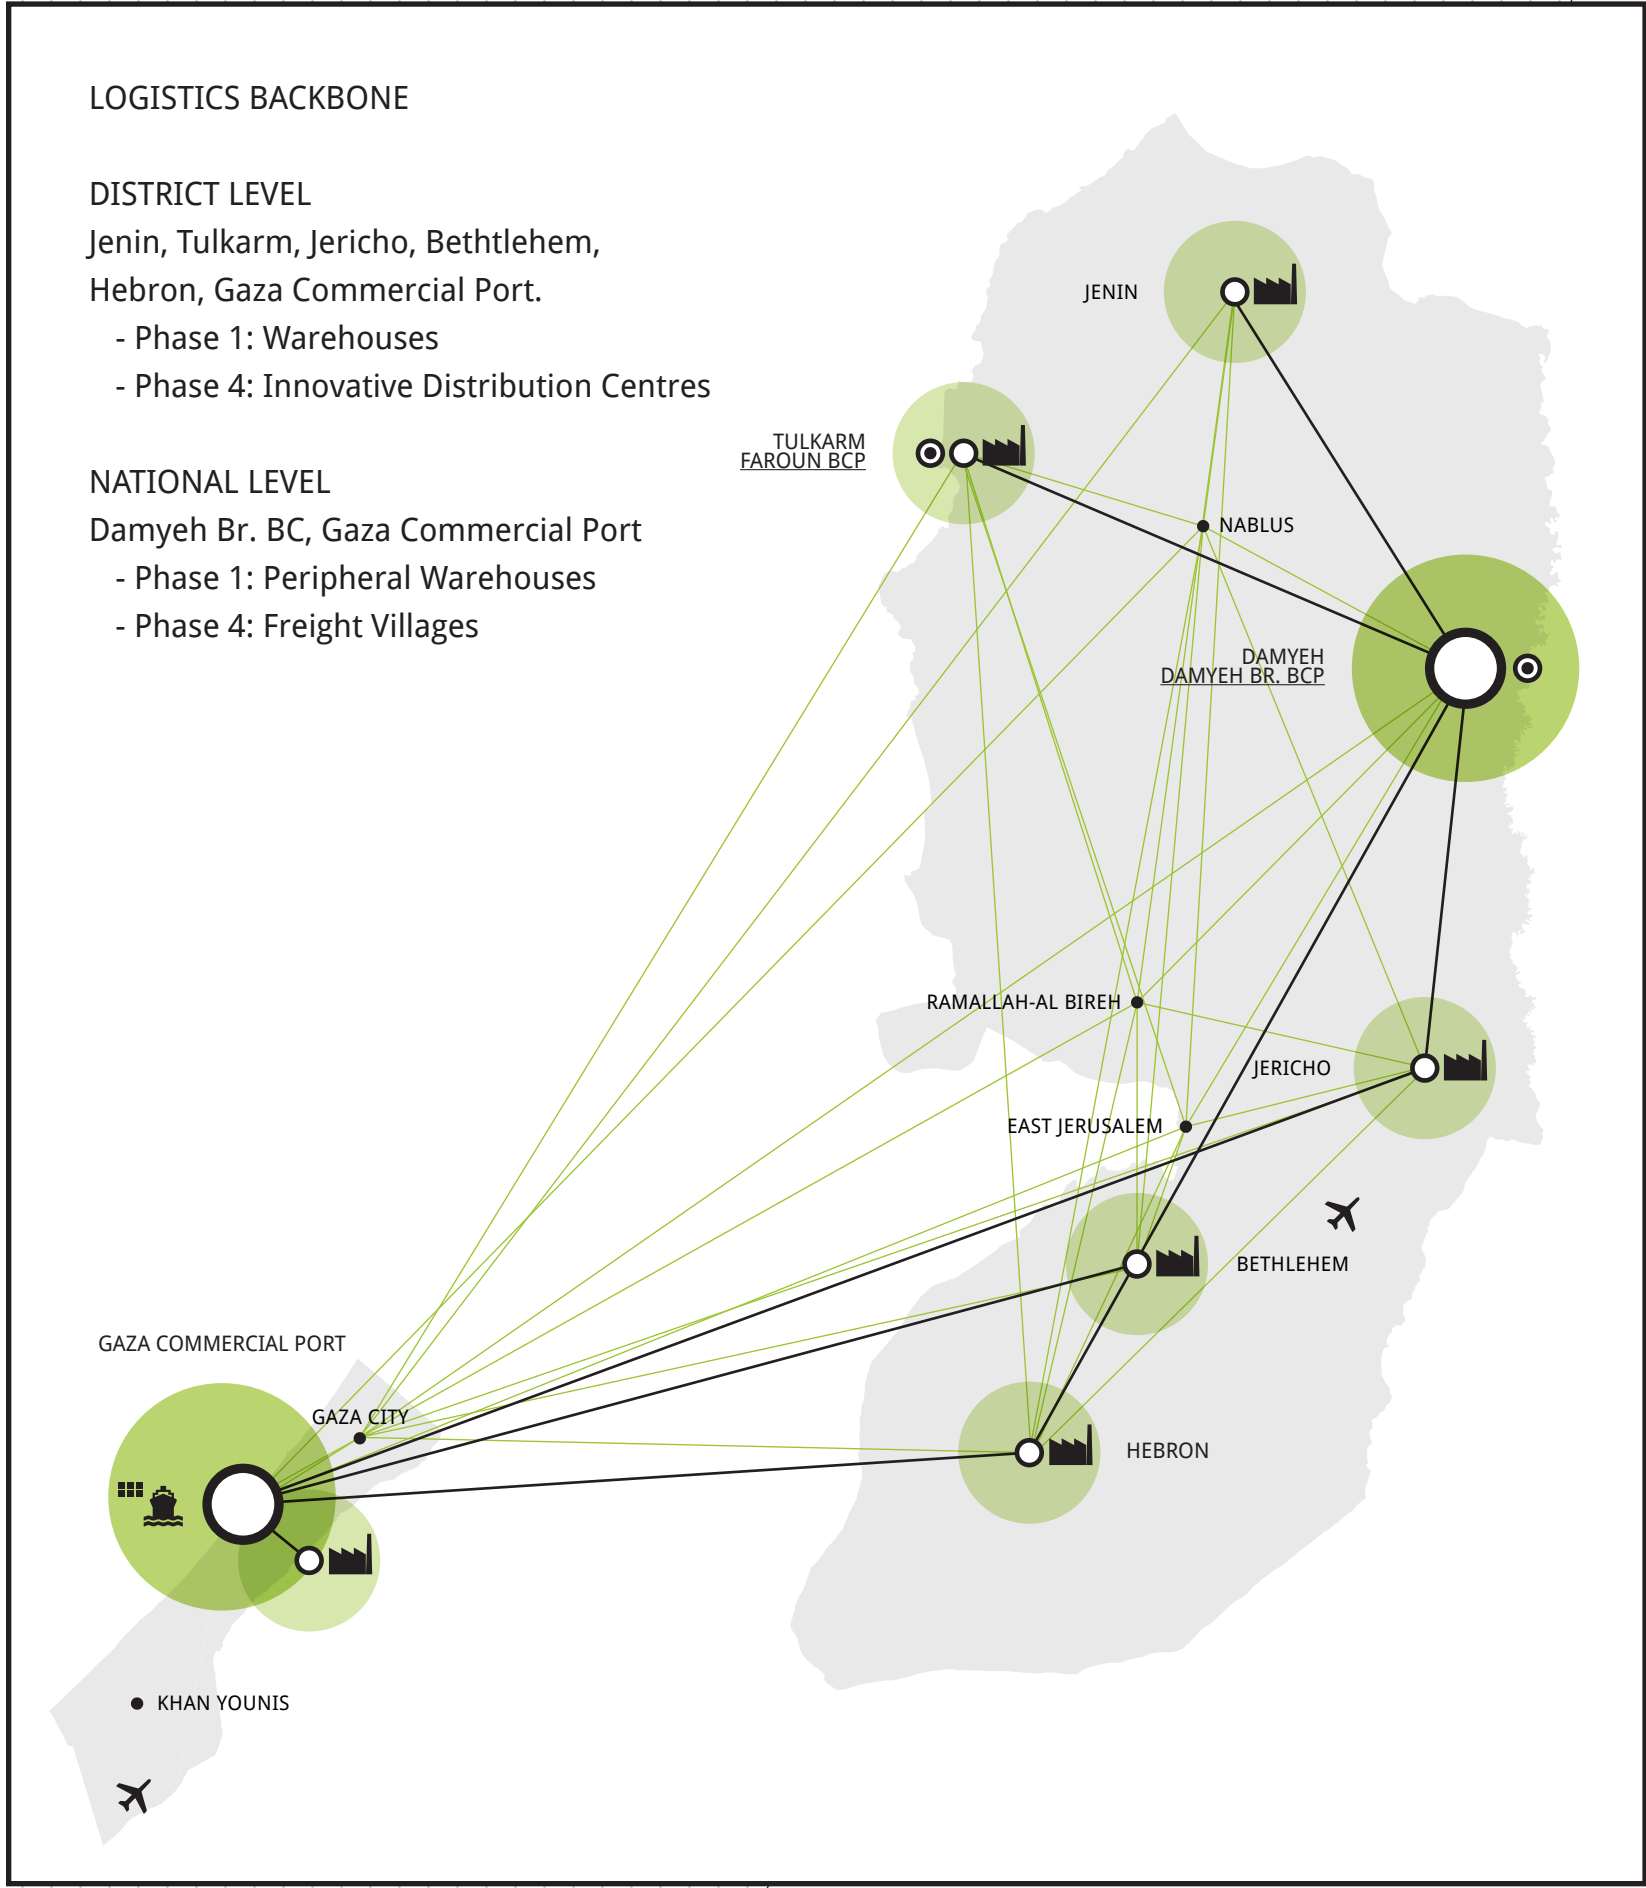 LOGISTICS BACKBONE
DISTRICT LEVEL
Jenin, Tulkarm, Jericho, Bethtlehem,
Hebron, Gaza Commercial Port.
- Phase 1: Warehouses
- Phase 4: Innovative Distribution Centres
NATIONAL LEVEL
Damyeh Br. BC, Gaza Commercial Port
- Phase 1: Peripheral Warehouses
- Phase 4: Freight Villages
JENIN
TULKARM
FAROUN BCP
NABLUS
DAMYEH
DAMYEH BR. BCP
RAMALLAH-AL BIREH
JERICHO
EAST JERUSALEM
BETHLEHEM
GAZA COMMERCIAL PORT
GAZA CITY
HEBRON
KHAN YOUNIS